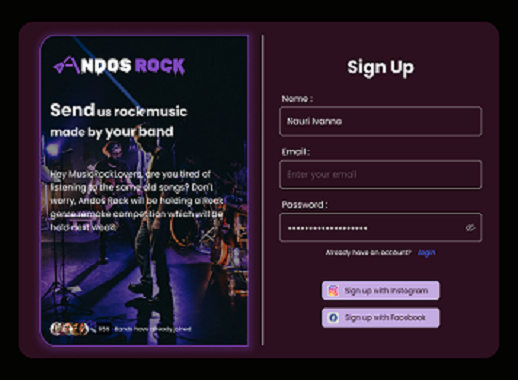 ANDOS ROCK
Send us rock music
made by your band
Hey MusicRockLovers, are you tired of
listening to the same old songs? Don't
worry, Andos Rock will be holding a Rock
genre remake competition which will be
held next week!
Bands have already joined
Sign Up
Name :
Nauri Ivanna
Email:
Enter your email
Password :
Already have an account? login
Sign up with Instagram
Sign up with Facebook